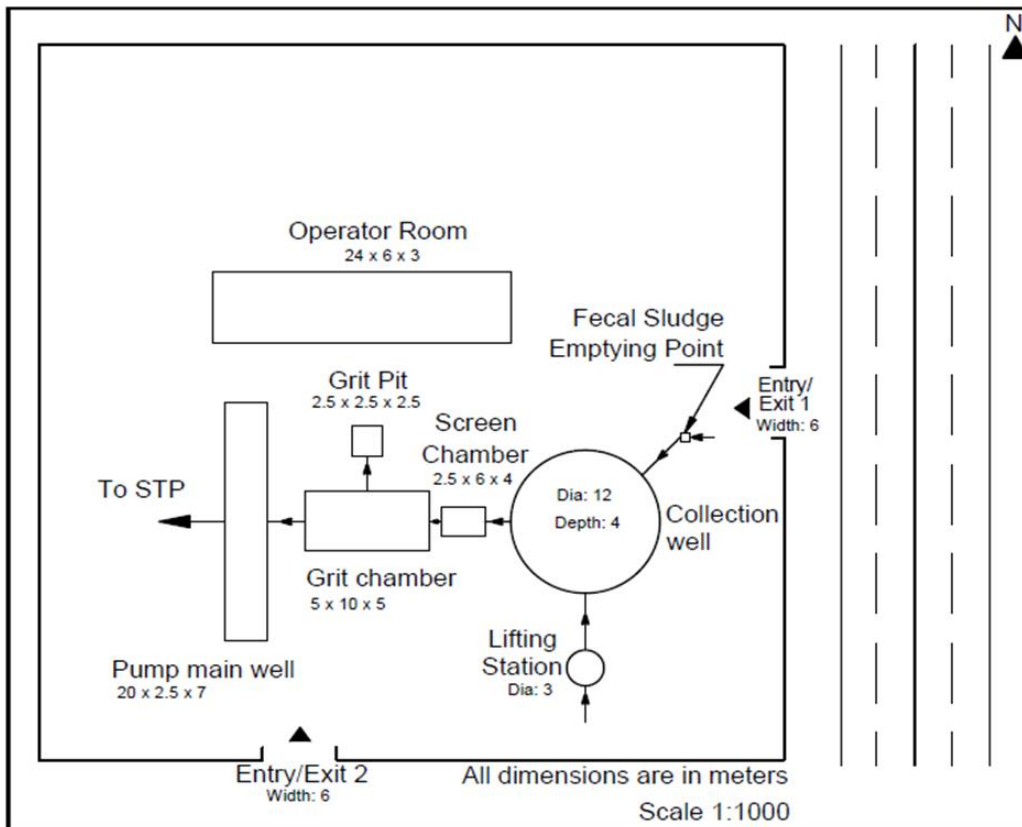 N
Operator Room
24 x 6 x 3
Fecal Sludge
Emptying Point
Entry/
Exit 1
Width: 6
Grit Pit
2.5 x 2.5 x 2.5
Screen
Chamber
2.5 x 6 x 4
To STP
Dia: 12
Depth: 4
Collection
well
Grit chamber
5 x 10 x 5
Lifting
Station
Dia: 3
Pump main well
20 x 2.5 x 7
Entry/Exit 2
Width: 6
All dimensions are in meters
Scale 1:1000